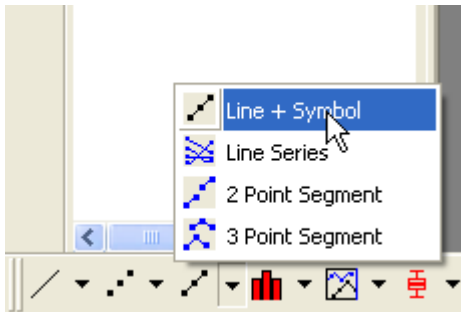 Line + Symbol
Line Series
2 Point Segment
3 Point Segment